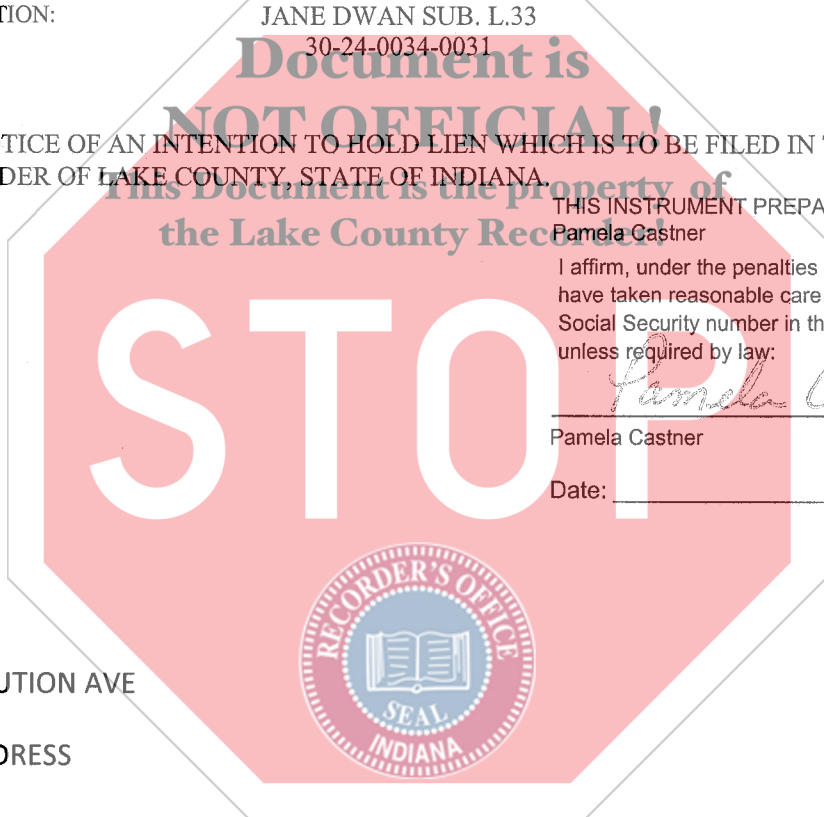 TION: JANE DWAN SUB. L.33
30-24-0034-0031
Document is
NOT OFFICIAL!
TICE OF AN INTENTION TO HOLD LIEN WHICH IS TO BE FILED IN
DER OF LAKE COUNTY, STATE OF INDIANA.
This Document is the property of
the Lake County Recorder!
THIS INSTRUMENT PREPA
Pamela Castner
I affirm, under the penalties
have taken reasonable care
Social Security number in th
unless required by law:
Pamela C
Pamela Castner
Date:
STOP
RECORDER'S OFFICE
SEAL
INDIANA
UTION AVE
DRESS